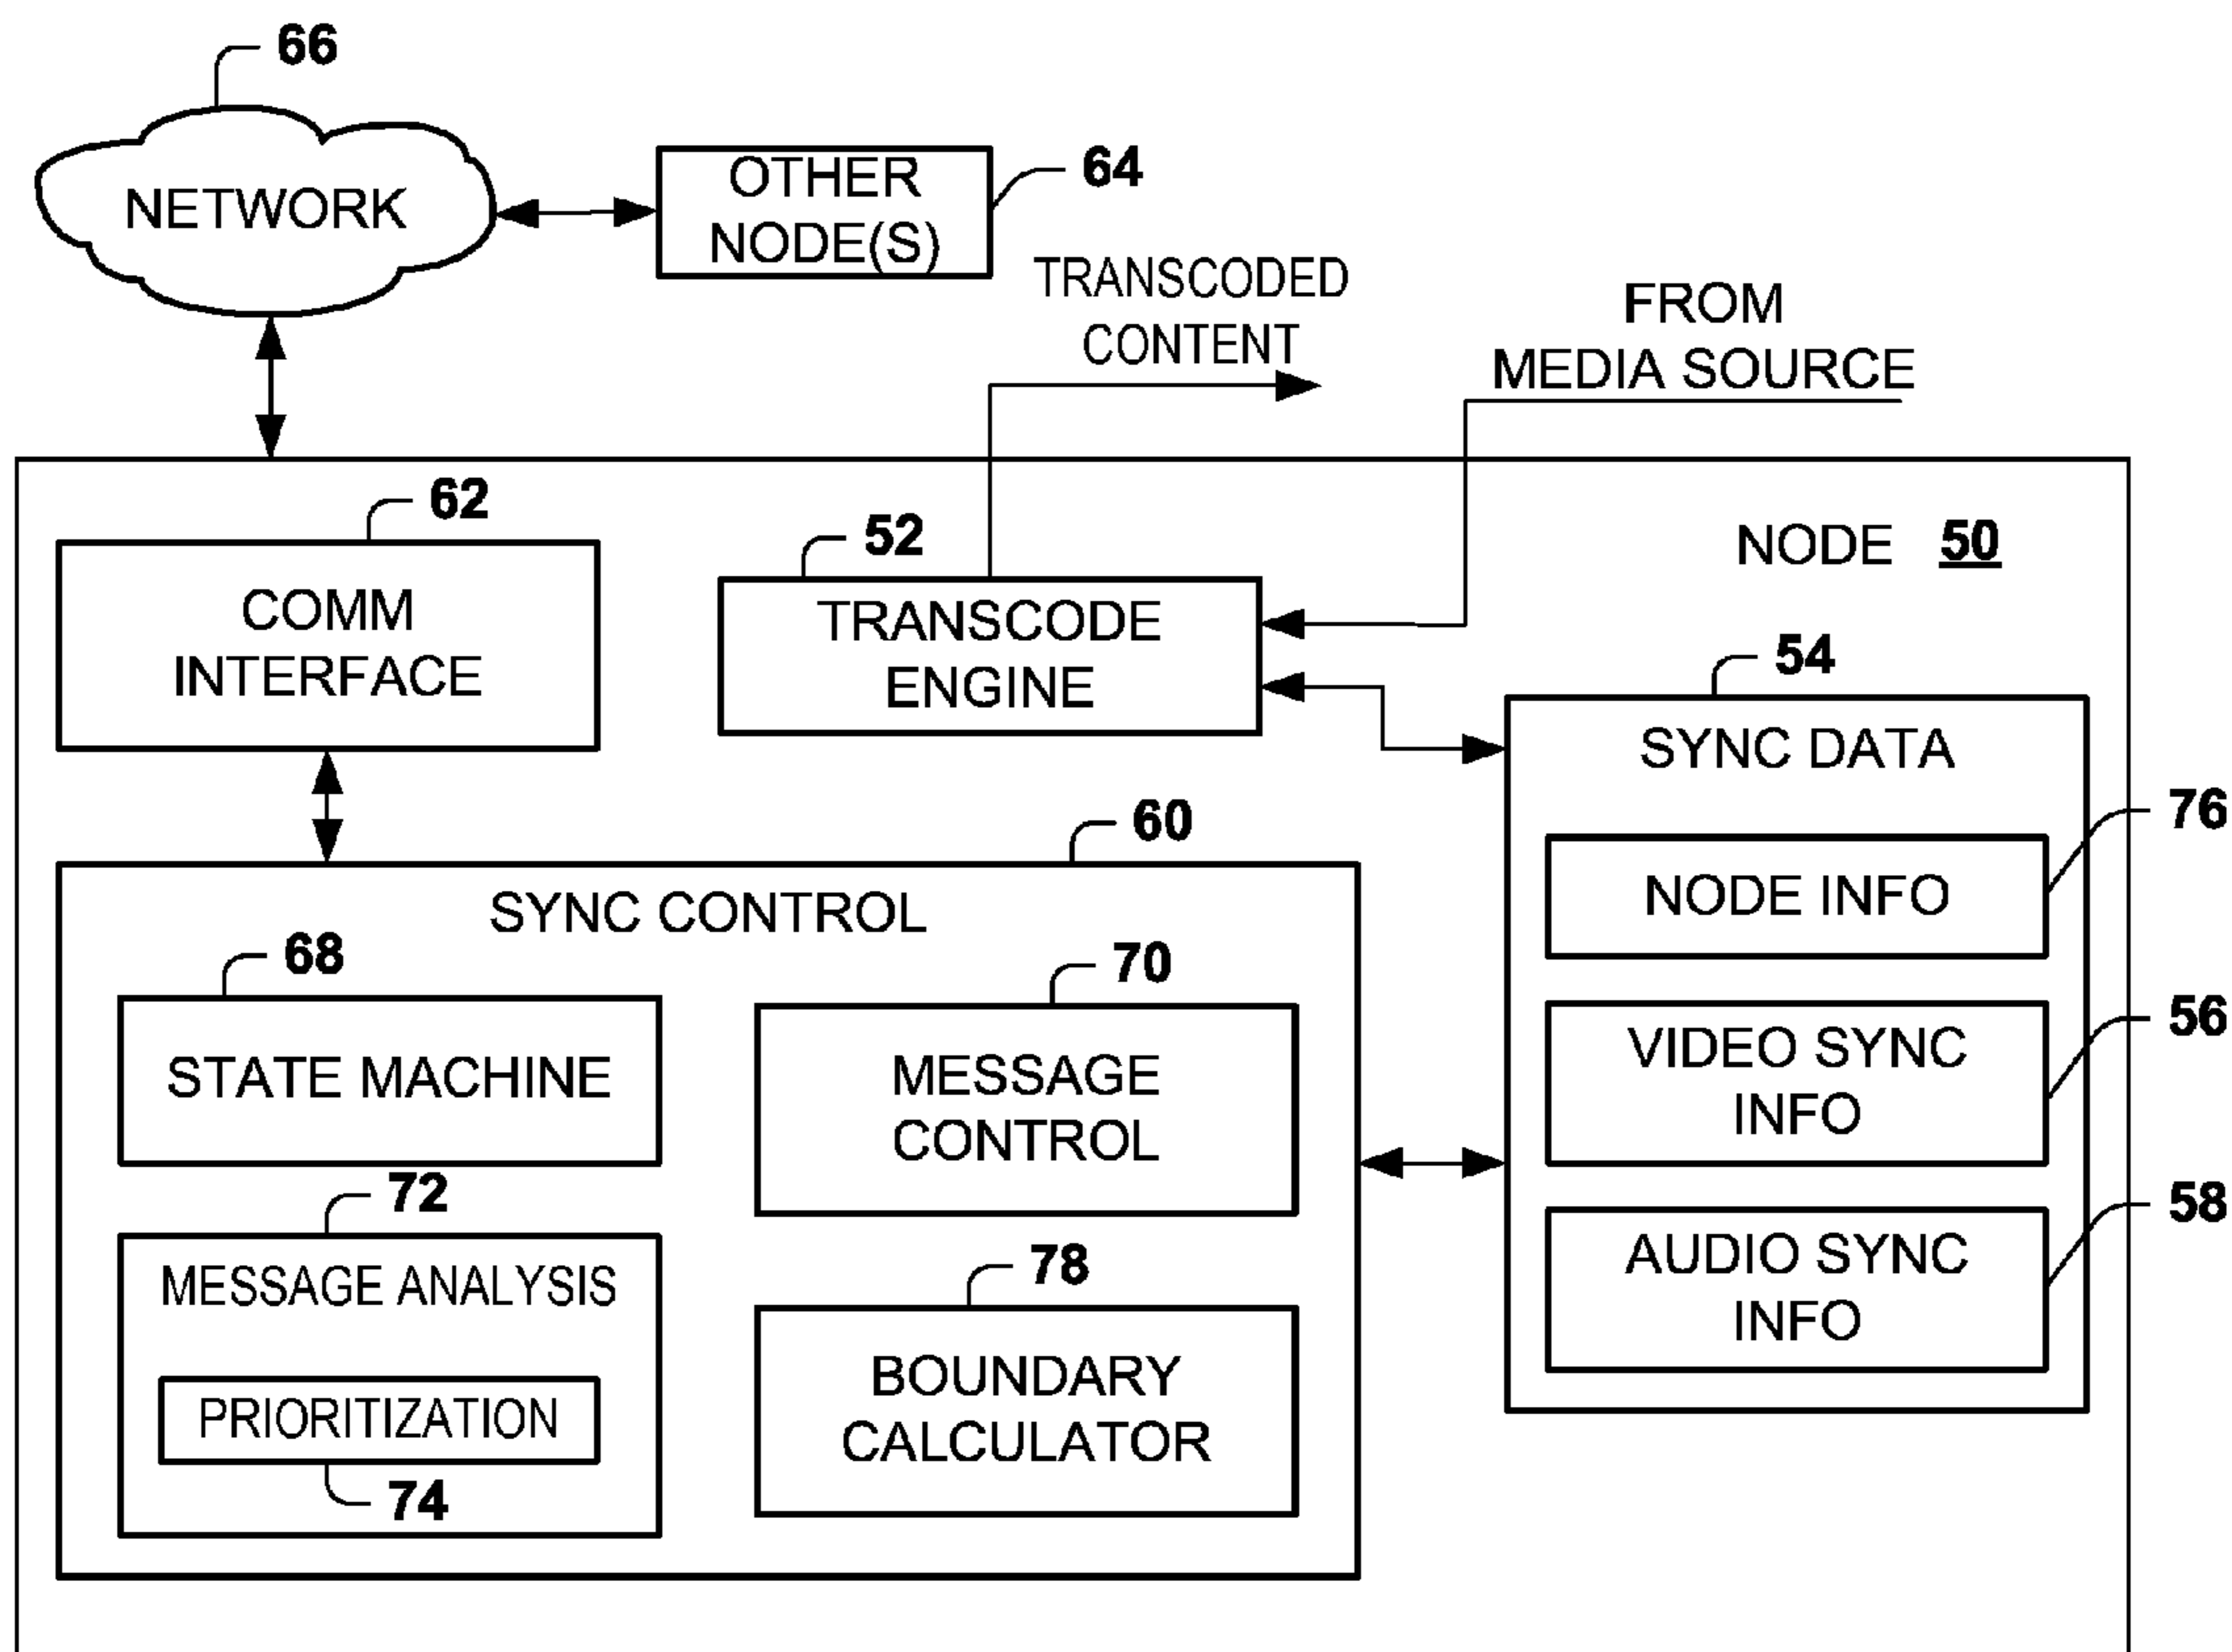 66
NETWORK
OTHER
NODE(S)
64
TRANSCODED
CONTENT
FROM
MEDIA SOURCE
62
COMM
INTERFACE
52
TRANSCODE
ENGINE
NODE 50
54
SYNC DATA
76
NODE INFO
56
VIDEO SYNC
INFO
58
AUDIO SYNC
INFO
60
SYNC CONTROL
68
STATE MACHINE
70
MESSAGE
CONTROL
72
MESSAGE ANALYSIS
PRIORITIZATION
74
78
BOUNDARY
CALCULATOR